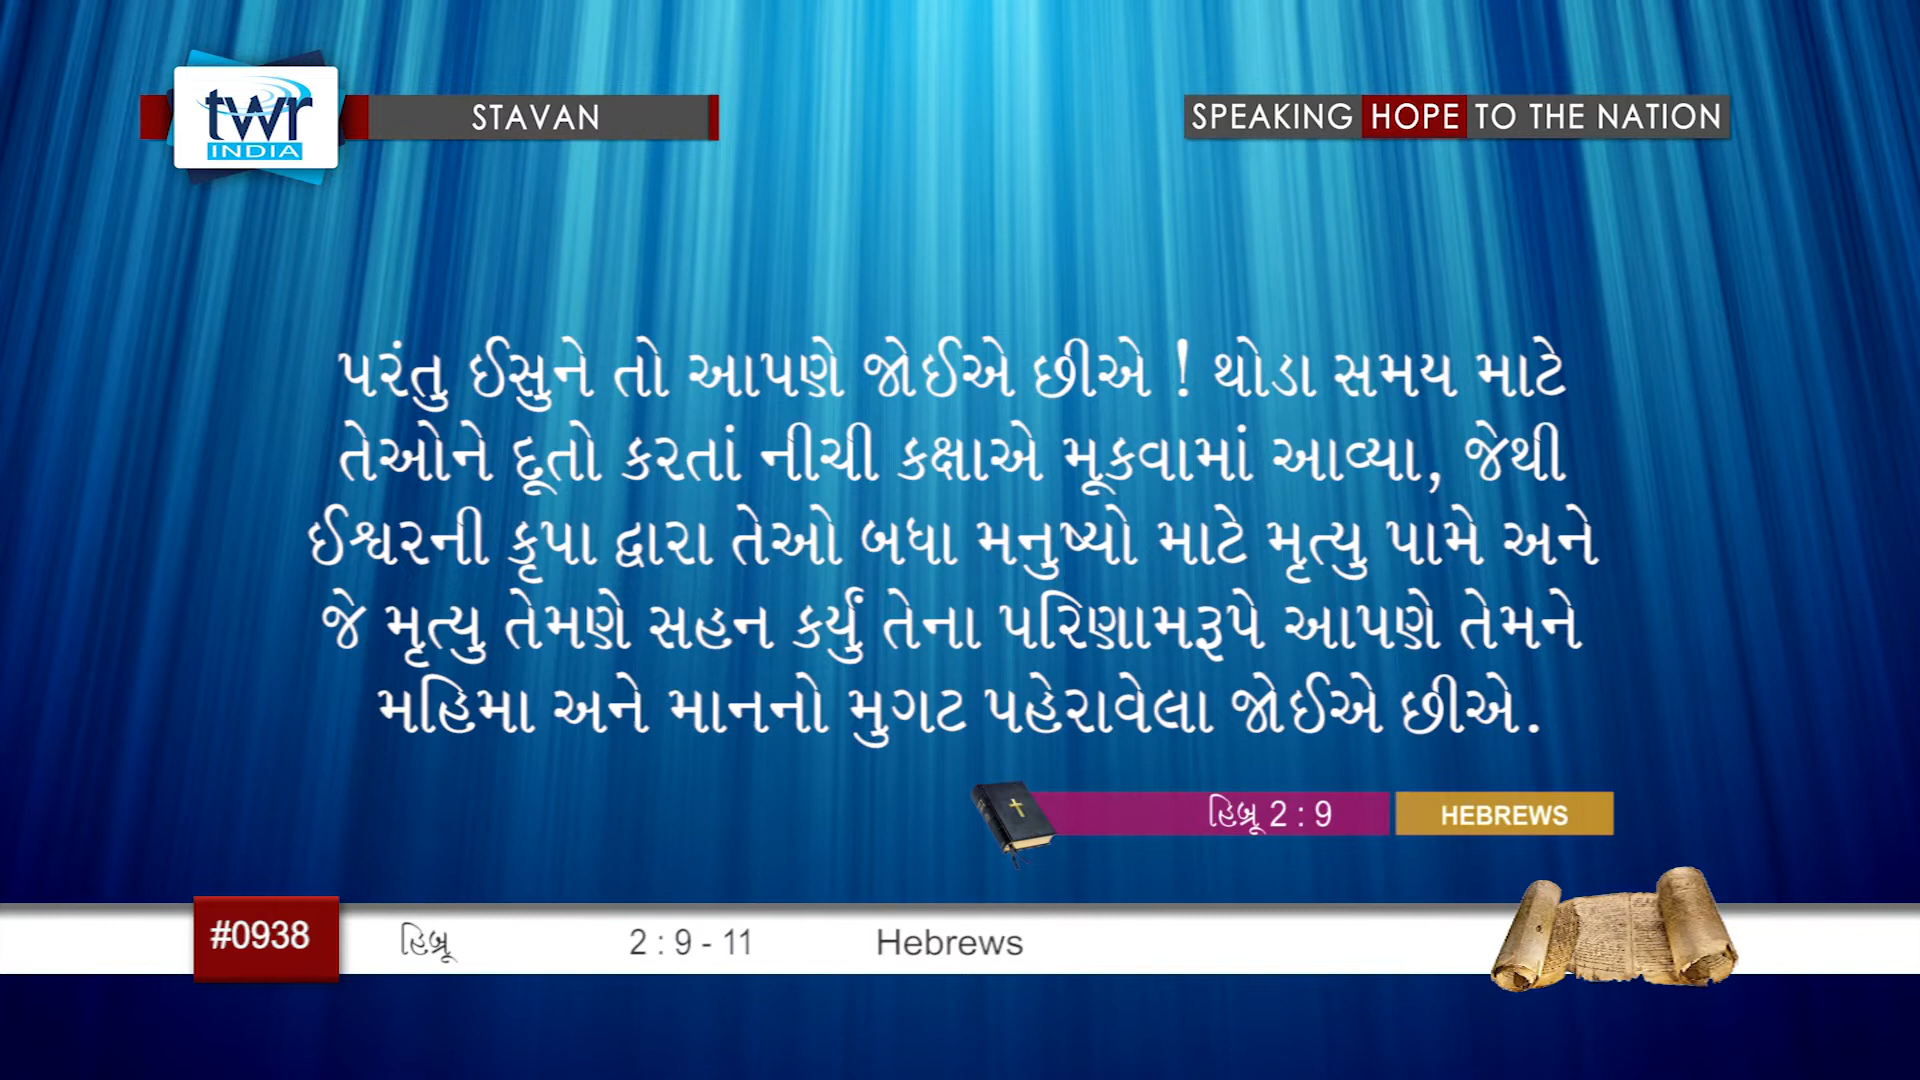 twr
INDIA
STAVAN
SPEAKING HOPE TO THE NATION
પરંતુ ઈસુને તો આપણે જોઈએ છીએ ! થોડા સમય માટે
તેઓને દૂતો કરતાં નીચી કક્ષાએ મૂકવામાં આવ્યા, જેથી
ઈશ્વરની કૃપા દ્વારા તેઓ બધા મનુષ્યો માટે મૃત્યુ પામે અને
જે મૃત્યુ તેમણે સહન કર્યું તેના પરિણામરૂપે આપણે તેમને
મહિમા અને માનનો મુગટ પહેરાવેલા જોઈએ છીએ.
હિબ્રૂ 2 : 9
HEBREWS
#0938
હિબ્રૂ 2 : 9 - 11 Hebrews